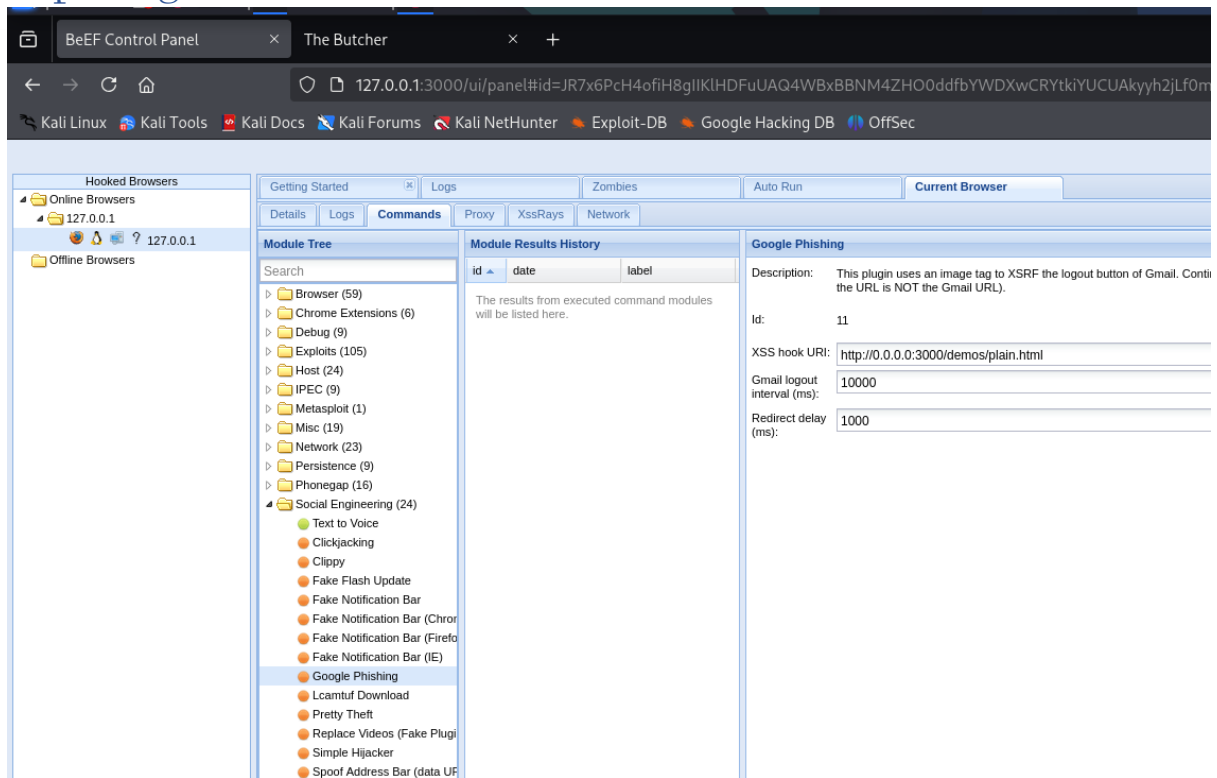 BeEF Control Panel
The Butcher
127.0.0.1:3000/ui/panel#id=JR7x6PcH4ofiH8gIIKlHDFuUAQ4WBxBBNM4ZHO0ddfbYWDXwCRYtkiYUCUAkyyh2jLf0m
Kali Linux Kali Tools Kali Docs Kali Forums Kali NetHunter Exploit-DB Google Hacking DB OffSec
Hooked Browsers
Online Browsers
127.0.0.1
? 127.0.0.1
Offline Browsers
Getting Started Logs Zombies Auto Run Current Browser
Details Logs Commands Proxy XssRays Network
Module Tree
Search
Browser (59)
Chrome Extensions (6)
Debug (9)
Exploits (105)
Host (24)
IPEC (9)
Metasploit (1)
Misc (19)
Network (23)
Persistence (9)
Phonegap (16)
Social Engineering (24)
Text to Voice
Clickjacking
Clippy
Fake Flash Update
Fake Notification Bar
Fake Notification Bar (Chror
Fake Notification Bar (Firefo
Fake Notification Bar (IE)
Google Phishing
Lcamtuf Download
Pretty Theft
Replace Videos (Fake Plugi
Simple Hijacker
Spoof Address Bar (data UF
Module Results History
id date label
The results from executed command modules
will be listed here.
Google Phishing
Description: This plugin uses an image tag to XSRF the logout button of Gmail. Conti
the URL is NOT the Gmail URL).
Id: 11
XSS hook URI: http://0.0.0.0:3000/demos/plain.html
Gmail logout
interval (ms): 10000
Redirect delay
(ms): 1000